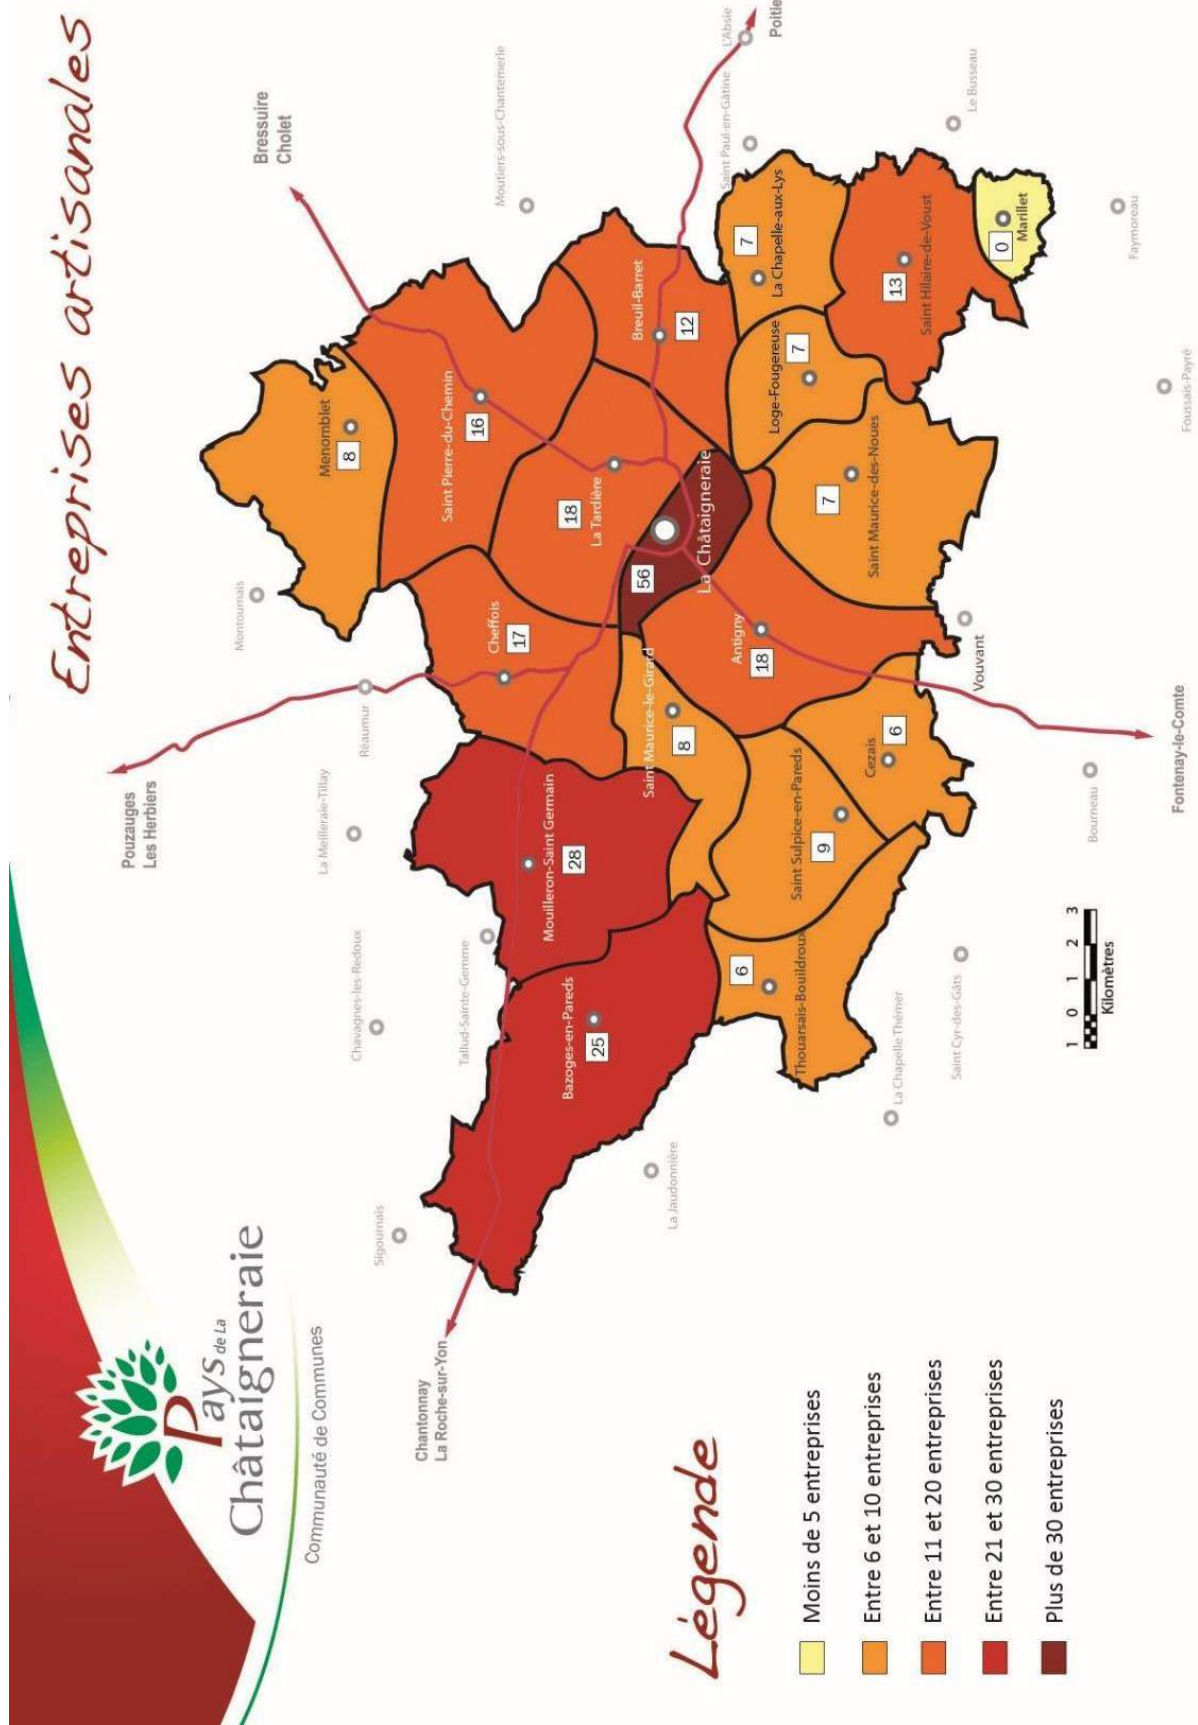 Entreprises artisanales
Pays de La
Châtaigneraie
Communauté de Communes
Pouzauges
Les Herbiers
Bressuire
Cholet
Chantonnay
La Roche-sur-Yon
Fontenay-le-Comte
Poitie
Montournais
Réaumur
La Meilleraie-Tillay
Chavagnes-les-Redoux
Tallud-Sainte-Gemme
Sigournais
La Jaudonnière
La Chapelle Thémer
Saint Cyr-des-Gâts
Bourneau
Vouvant
Foussais-Payré
Faymoreau
Le Busseau
Saint Paul-en-Gâtine
L'Absie
Moutiers-sous-Chantemerle
Menomblet
8
Saint Pierre-du-Chemin
16
Cheffois
17
La Tardière
18
Breuil-Barret
12
La Châtaigneraie
56
Mouilleron-Saint Germain
28
Bazoges-en-Pareds
25
Saint Maurice-le-Girard
8
Antigny
18
La Chapelle-aux-Lys
7
Loge-Fougereuse
7
Saint Hilaire-de-Voust
13
Marillet
0
Saint Maurice-des-Noues
7
Cezais
6
Saint Sulpice-en-Pareds
9
Thouarsais-Bouildroux
6
1 0 1 2 3
Kilomètres
Légende
Moins de 5 entreprises
Entre 6 et 10 entreprises
Entre 11 et 20 entreprises
Entre 21 et 30 entreprises
Plus de 30 entreprises